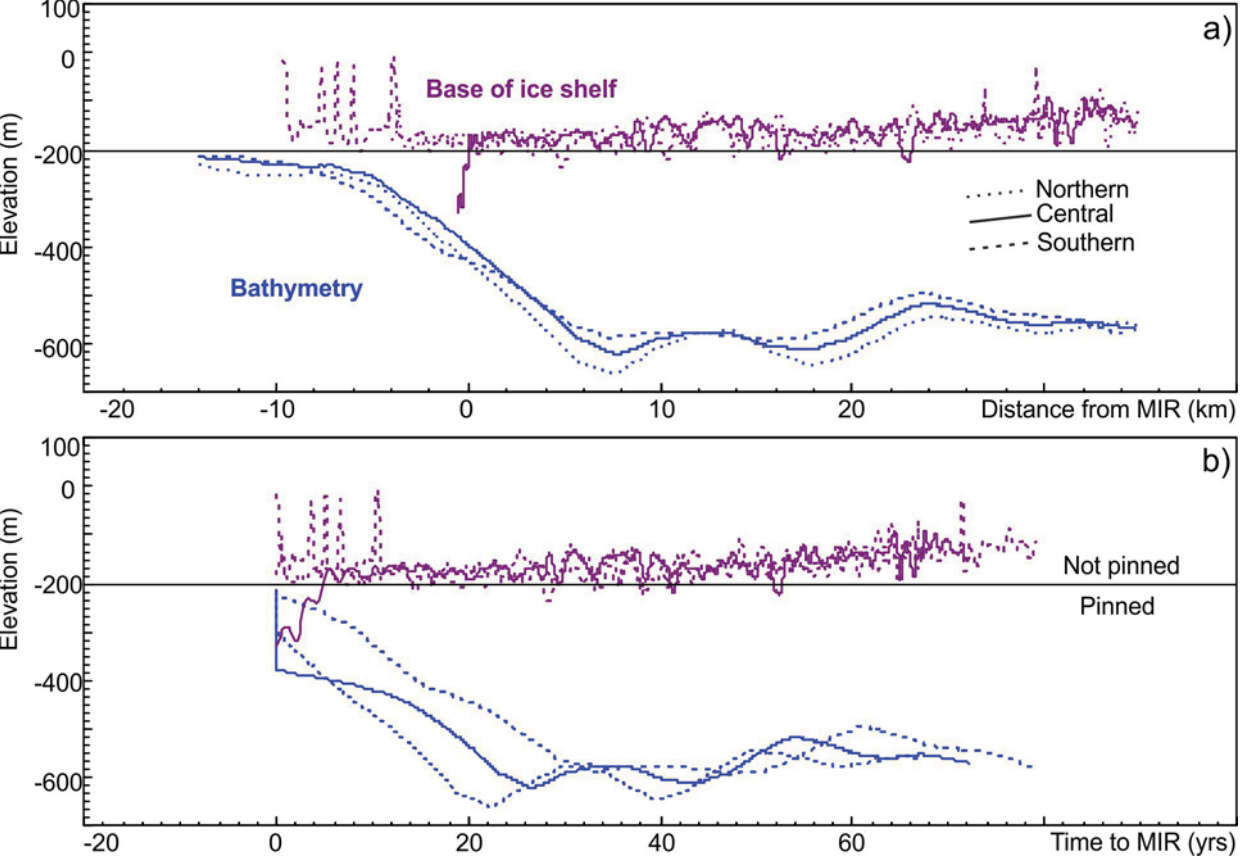 100
a)
0
Base of ice shelf
-200
Elevation (m)
Northern
Central
Southern
-400
Bathymetry
-600
-20 -10 0 10 20 Distance from MIR (km)
100
b)
0
Not pinned
-200
Pinned
Elevation (m)
-400
-600
-20 0 20 40 60 Time to MIR (yrs)